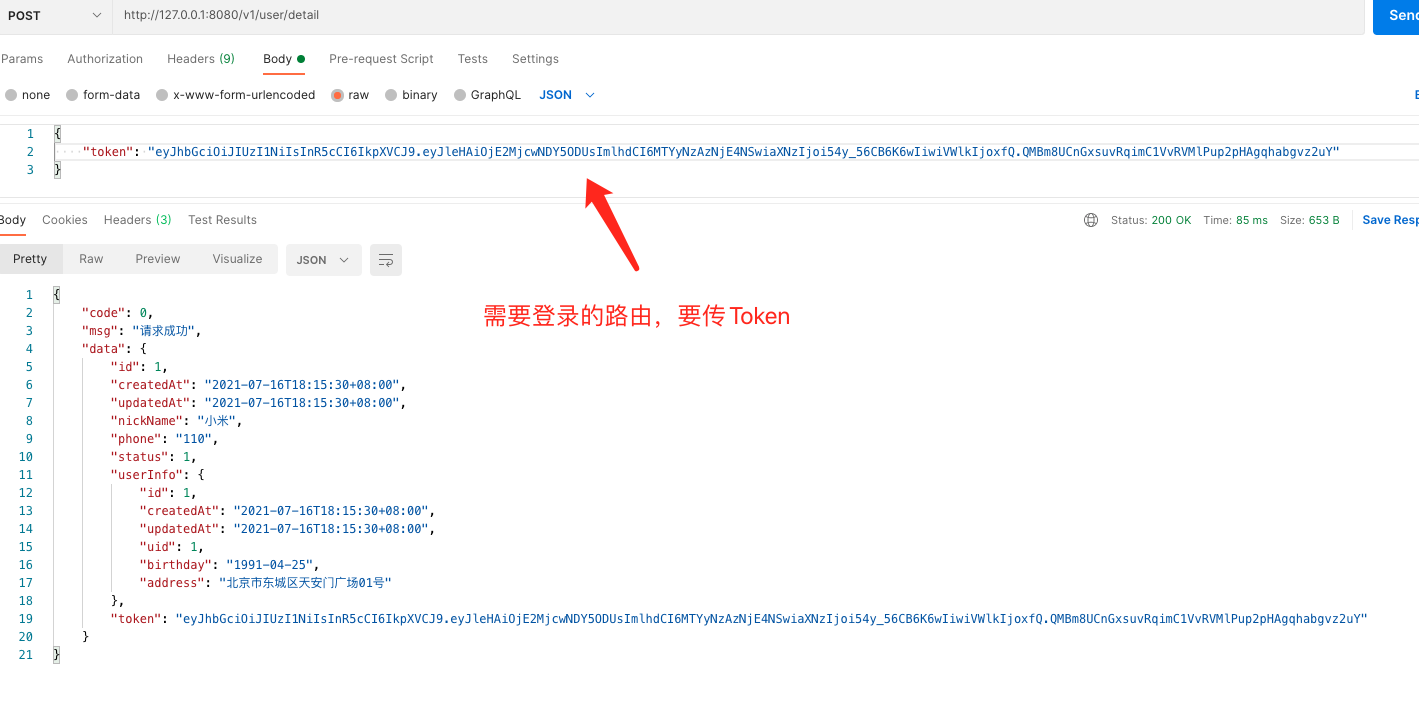 POST http://127.0.0.1:8080/v1/user/detail Send
Params Authorization Headers (9) Body Pre-request Script Tests Settings
none form-data x-www-form-urlencoded raw binary GraphQL JSON
1 {
2 "token": "eyJhbGciOiJIUzI1NiIsInR5cCI6IkpXVCJ9.eyJleHAiOjE2MjcwNDY5ODUsImlhdCI6MTYyNzAzNjE4NSwiaXNzIjoi54y_56CB6K6wIiwiVWlkIjoxfQ.QMBm8UCnGxsuvRqimC1VvRVMlPup2pHAgqhabgvz2uY"
3 }
Body Cookies Headers (3) Test Results Status: 200 OK Time: 85 ms Size: 653 B Save Resp
Pretty Raw Preview Visualize JSON
需要登录的路由，要传Token
1 {
2 "code": 0,
3 "msg": "请求成功",
4 "data": {
5 "id": 1,
6 "createdAt": "2021-07-16T18:15:30+08:00",
7 "updatedAt": "2021-07-16T18:15:30+08:00",
8 "nickName": "小米",
9 "phone": "110",
10 "status": 1,
11 "userInfo": {
12 "id": 1,
13 "createdAt": "2021-07-16T18:15:30+08:00",
14 "updatedAt": "2021-07-16T18:15:30+08:00",
15 "uid": 1,
16 "birthday": "1991-04-25",
17 "address": "北京市东城区天安门广场01号"
18 },
19 "token": "eyJhbGciOiJIUzI1NiIsInR5cCI6IkpXVCJ9.eyJleHAiOjE2MjcwNDY5ODUsImlhdCI6MTYyNzAzNjE4NSwiaXNzIjoi54y_56CB6K6wIiwiVWlkIjoxfQ.QMBm8UCnGxsuvRqimC1VvRVMlPup2pHAgqhabgvz2uY"
20 }
21 }